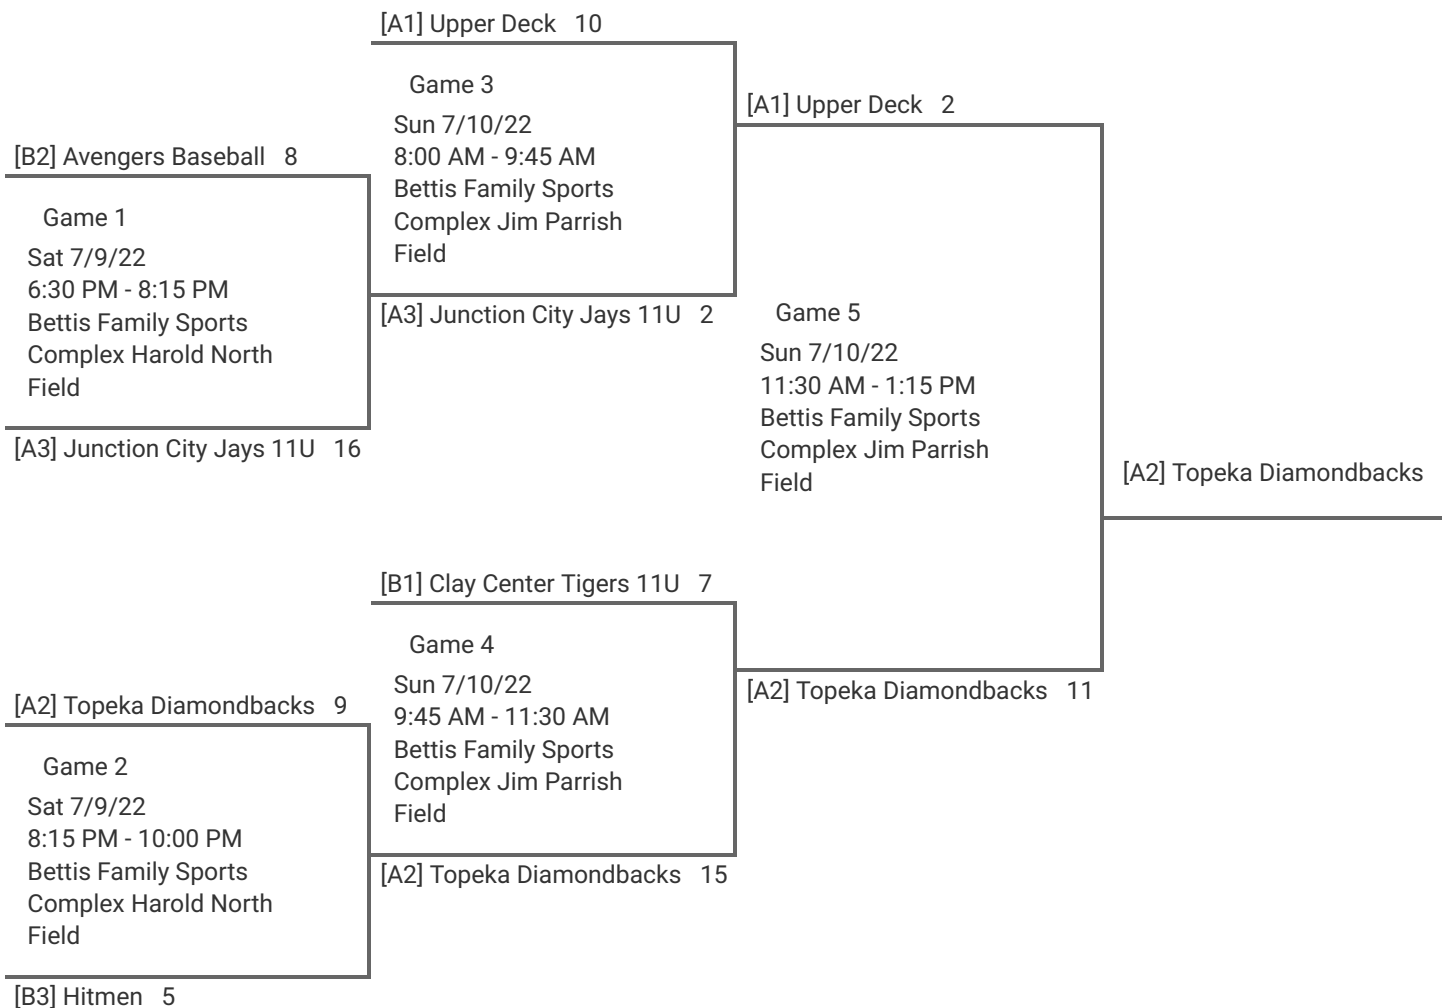 [A1] Upper Deck 10
Game 3
Sun 7/10/22
8:00 AM - 9:45 AM
Bettis Family Sports
Complex Jim Parrish
Field
[A3] Junction City Jays 11U 2
[B2] Avengers Baseball 8
Game 1
Sat 7/9/22
6:30 PM - 8:15 PM
Bettis Family Sports
Complex Harold North
Field
[A3] Junction City Jays 11U 16
[A1] Upper Deck 2
Game 5
Sun 7/10/22
11:30 AM - 1:15 PM
Bettis Family Sports
Complex Jim Parrish
Field
[A2] Topeka Diamondbacks 11
[A2] Topeka Diamondbacks
[B1] Clay Center Tigers 11U 7
Game 4
Sun 7/10/22
9:45 AM - 11:30 AM
Bettis Family Sports
Complex Jim Parrish
Field
[A2] Topeka Diamondbacks 15
[A2] Topeka Diamondbacks 9
Game 2
Sat 7/9/22
8:15 PM - 10:00 PM
Bettis Family Sports
Complex Harold North
Field
[B3] Hitmen 5